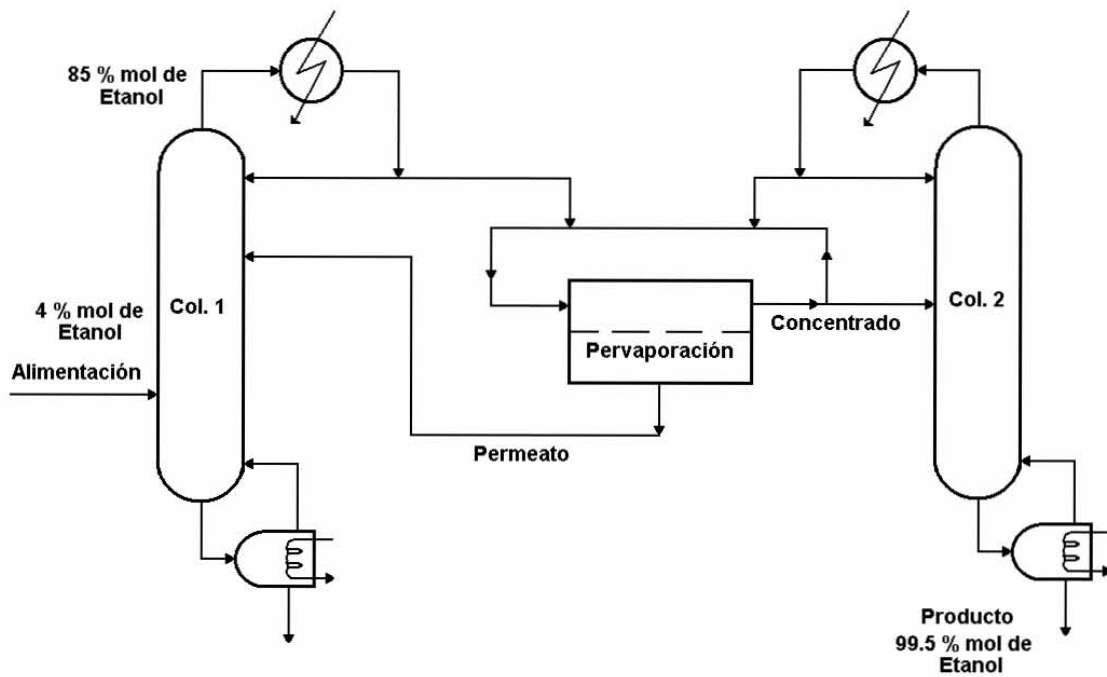 85 % mol de
Etanol
4 % mol de
Etanol
Col. 1
Alimentación
Concentrado
Col. 2
Pervaporación
Permeato
Producto
99.5 % mol de
Etanol